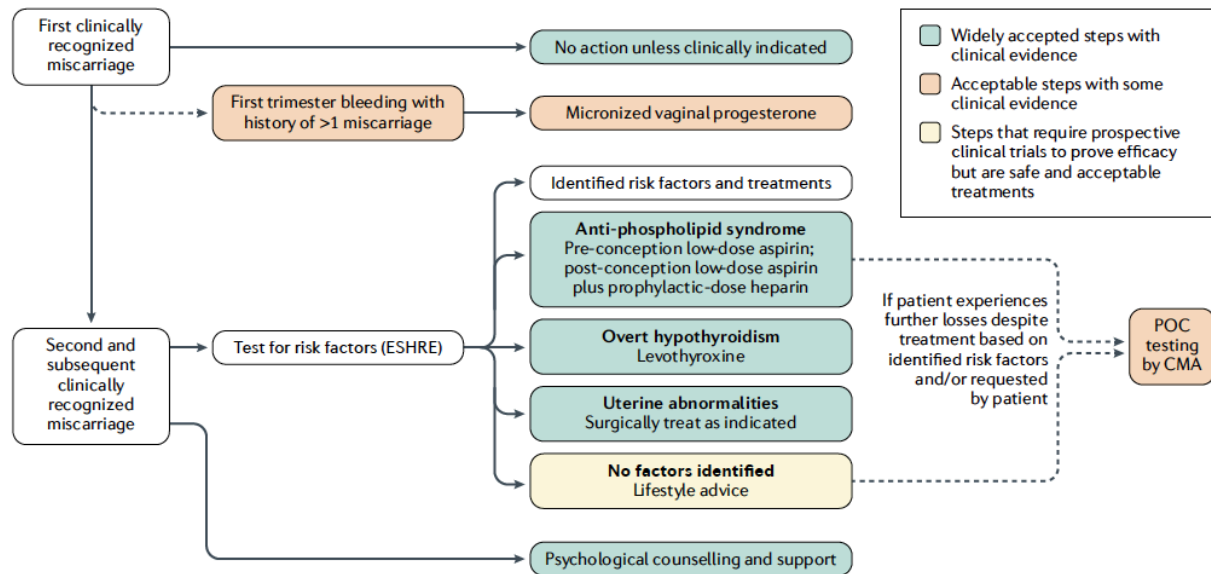 First clinically
recognized
miscarriage
No action unless clinically indicated
First trimester bleeding with
history of >1 miscarriage
Micronized vaginal progesterone
Widely accepted steps with
clinical evidence
Acceptable steps with some
clinical evidence
Steps that require prospective
clinical trials to prove efficacy
but are safe and acceptable
treatments
Identified risk factors and treatments
Anti-phospholipid syndrome
Pre-conception low-dose aspirin;
post-conception low-dose aspirin
plus prophylactic-dose heparin
Second and
subsequent
clinically
recognized
miscarriage
Test for risk factors (ESHRE)
Overt hypothyroidism
Levothyroxine
Uterine abnormalities
Surgically treat as indicated
No factors identified
Lifestyle advice
If patient experiences
further losses despite
treatment based on
identified risk factors
and/or requested
by patient
POC
testing
by CMA
Psychological counselling and support